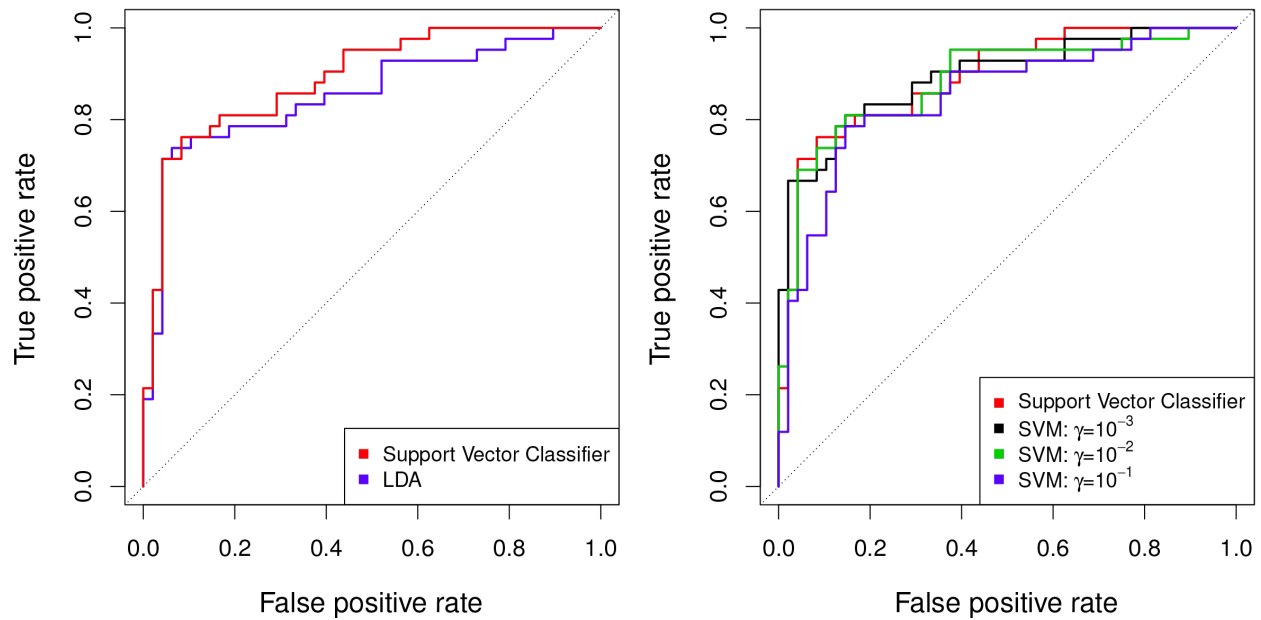 True positive rate
1.0
0.8
0.6
0.4
0.2
0.0
Support Vector Classifier
LDA
0.0 0.2 0.4 0.6 0.8 1.0
False positive rate
True positive rate
1.0
0.8
0.6
0.4
0.2
0.0
Support Vector Classifier
SVM: γ=10⁻³
SVM: γ=10⁻²
SVM: γ=10⁻¹
0.0 0.2 0.4 0.6 0.8 1.0
False positive rate